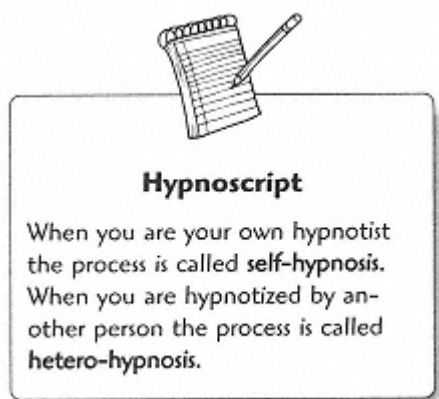 Hypnoscript
When you are your own hypnotist
the process is called self-hypnosis.
When you are hypnotized by an-
other person the process is called
hetero-hypnosis.